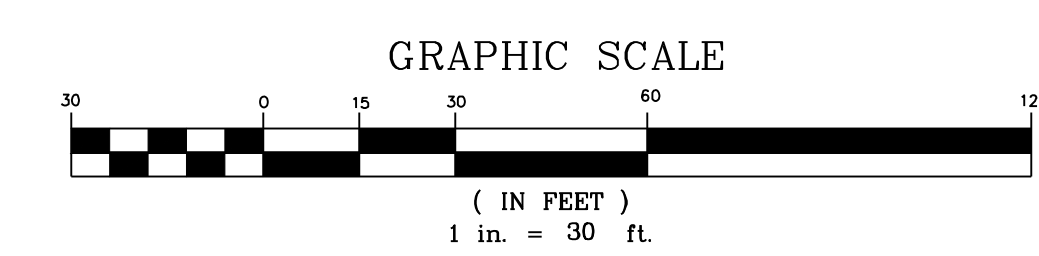 GRAPHIC SCALE
30 0 15 30 60 12
( IN FEET )
1 in. = 30 ft.